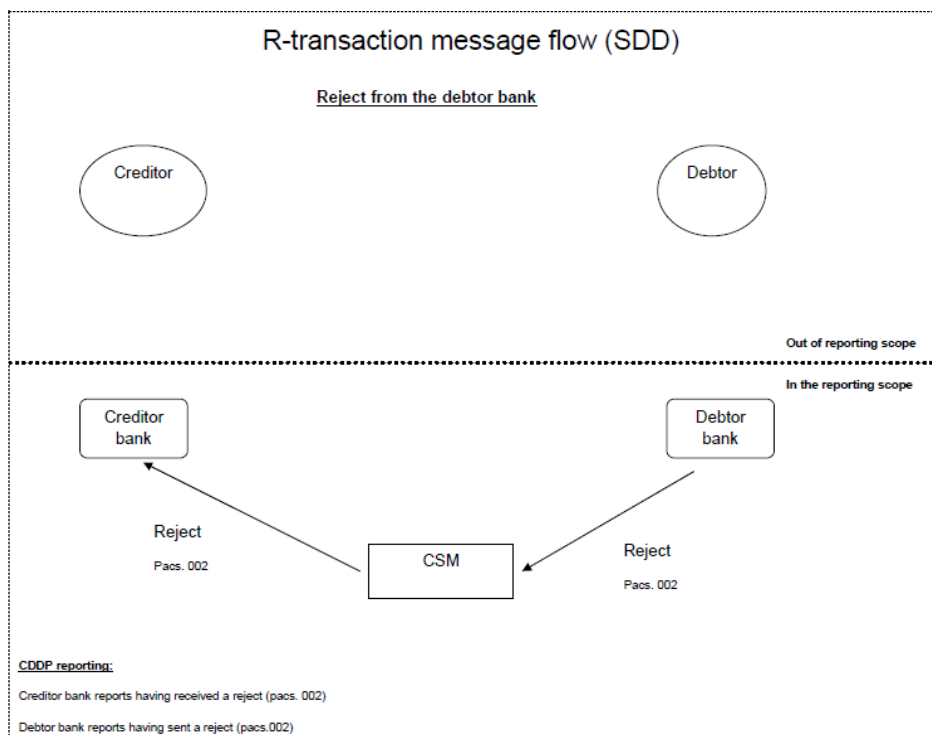 R-transaction message flow (SDD)
Reject from the debtor bank
Creditor
Debtor
Out of reporting scope
In the reporting scope
Creditor
bank
Debtor
bank
Reject
Pacs. 002
CSM
Reject
Pacs. 002
CDDP reporting:
Creditor bank reports having received a reject (pacs. 002)
Debtor bank reports having sent a reject (pacs.002)